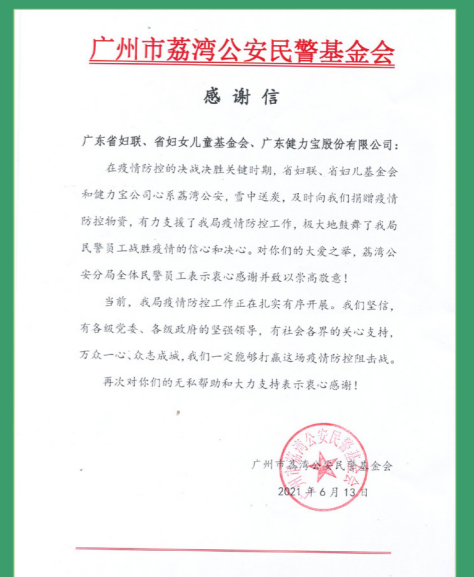 广州市荔湾公安民警基金会
感谢信
广东省妇联、省妇女儿童基金会、广东健力宝股份有限公司：
在疫情防控的决战决胜关键时期，省妇联、省妇儿基金会
和健力宝公司心系荔湾公安，雪中送炭，及时向我们捐赠疫情
防控物资，有力支援了我局疫情防控工作，极大地鼓舞了我局
民警员工战胜疫情的信心和决心。对你们的大爱之举，荔湾公
安分局全体民警员工表示衷心感谢并致以崇高敬意！
当前，我局疫情防控工作正在扎实有序开展。我们坚信，
有各级党委、各级政府的坚强领导，有社会各界的关心支持，
万众一心、众志成城，我们一定能够打赢这场疫情防控阻击战。
再次对你们的无私帮助和大力支持表示衷心感谢！
广州市荔湾公安民警基金会
广州市荔湾公安民警基金会
2021年6月13日